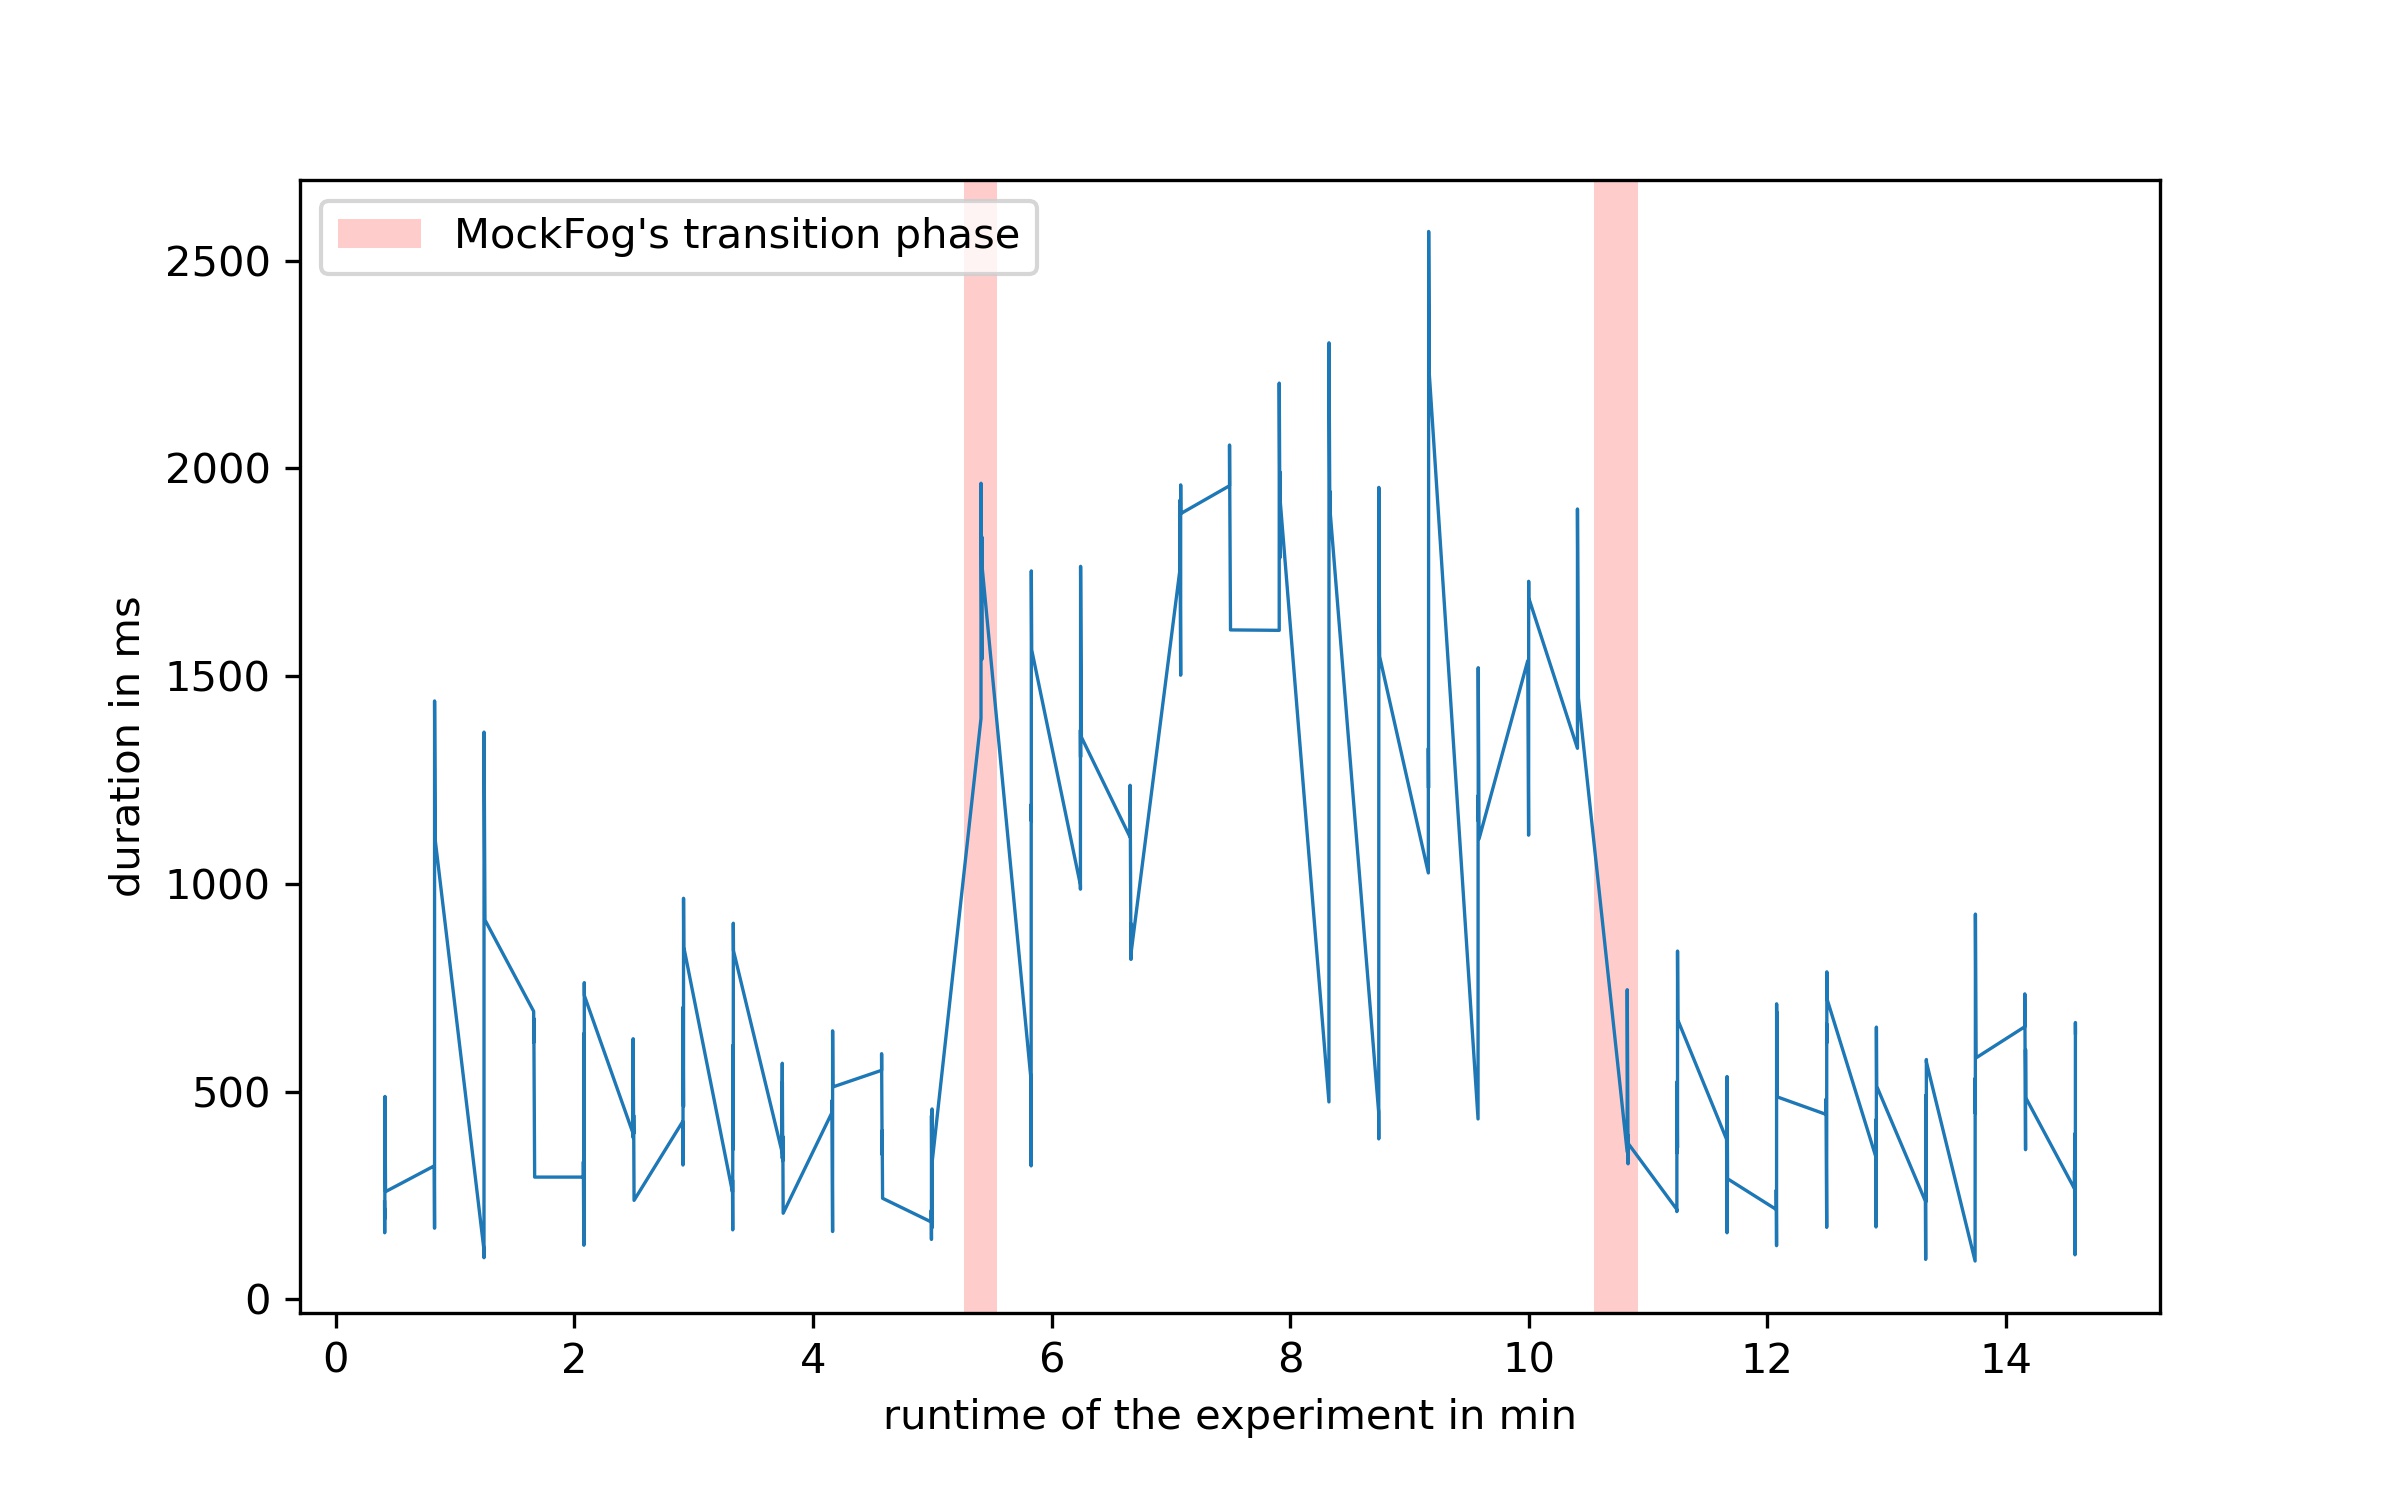 MockFog's transition phase
2500
2000
1500
1000
500
0
duration in ms
0 2 4 6 8 10 12 14
runtime of the experiment in min